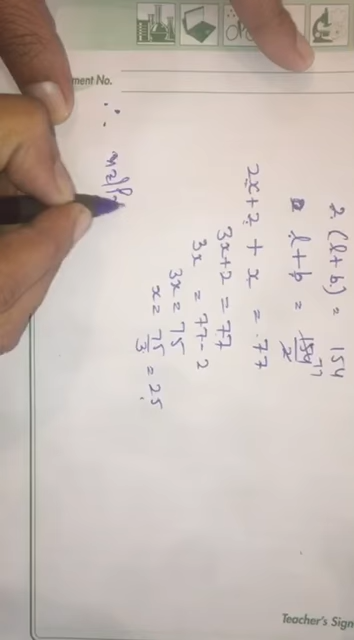 ment No.
2(l+b) = 154
l+b = 154/2 77
2x+2 + x = 77
3x+2 = 77
3x = 77-2
3x = 75
x = 75/3 = 25
∴
Teacher's Sign